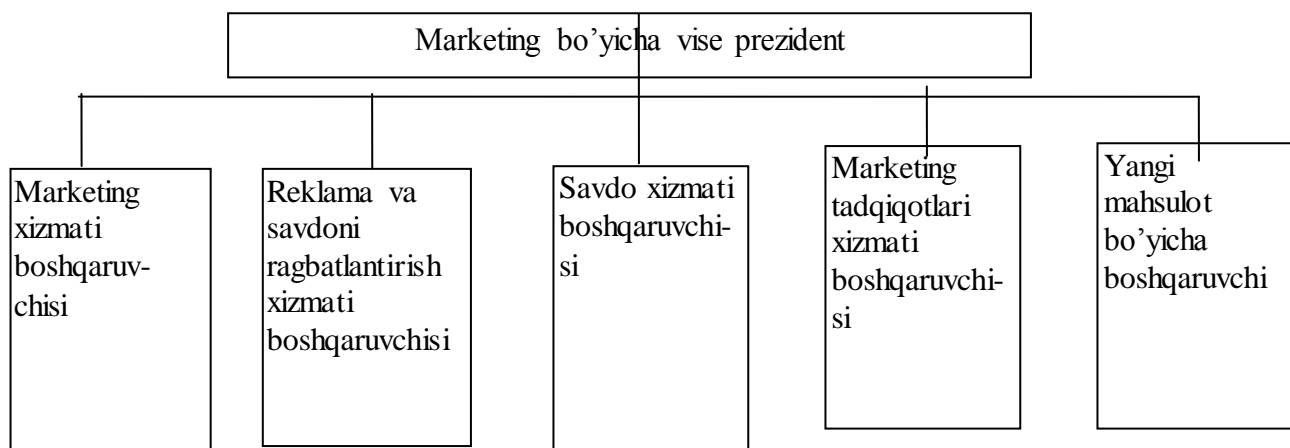 Marketing bo’yicha vise prezident
Marketing
xizmati
boshqaruv-
chisi
Reklama va
savdoni
ragbatlantirish
xizmati
boshqaruvchisi
Savdo xizmati
boshqaruvchi-
si
Marketing
tadqiqotlari
xizmati
boshqaruvchi-
si
Yangi
mahsulot
bo’yicha
boshqaruvchi